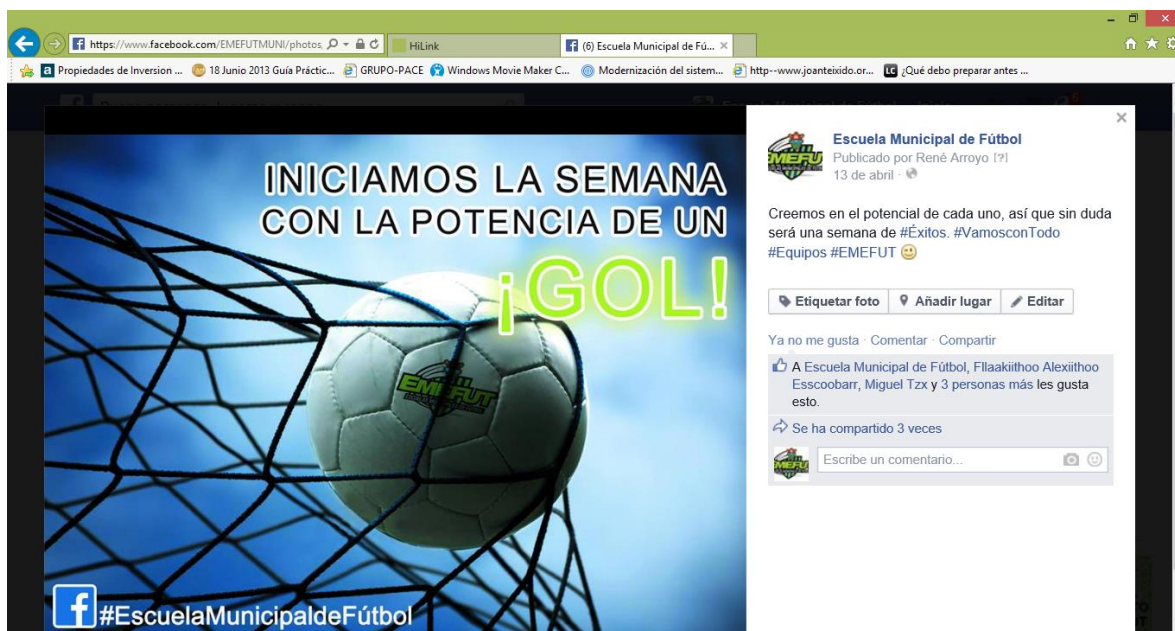 https://www.facebook.com/EMEFUTMUNI/photos
HiLink
(6) Escuela Municipal de Fú...
Propiedades de Inversion ...
18 Junio 2013 Guía Práctic...
GRUPO-PACE
Windows Movie Maker C...
Modernización del sistem...
http--www.joanteixido.or...
¿Qué debo preparar antes ...
INICIAMOS LA SEMANA
CON LA POTENCIA DE UN
¡GOL!
EMEFUT
#EscuelaMunicipaldeFútbol
Escuela Municipal de Fútbol
Publicado por René Arroyo [?]
13 de abril
Creemos en el potencial de cada uno, así que sin duda
será una semana de #Éxitos. #VamosconTodo
#Equipos #EMEFUT
Etiquetar foto
Añadir lugar
Editar
Ya no me gusta · Comentar · Compartir
A Escuela Municipal de Fútbol, Fllaakiithoo Alexiithoo
Esscoobarr, Miguel Tzx y 3 personas más les gusta
esto.
Se ha compartido 3 veces
Escribe un comentario...